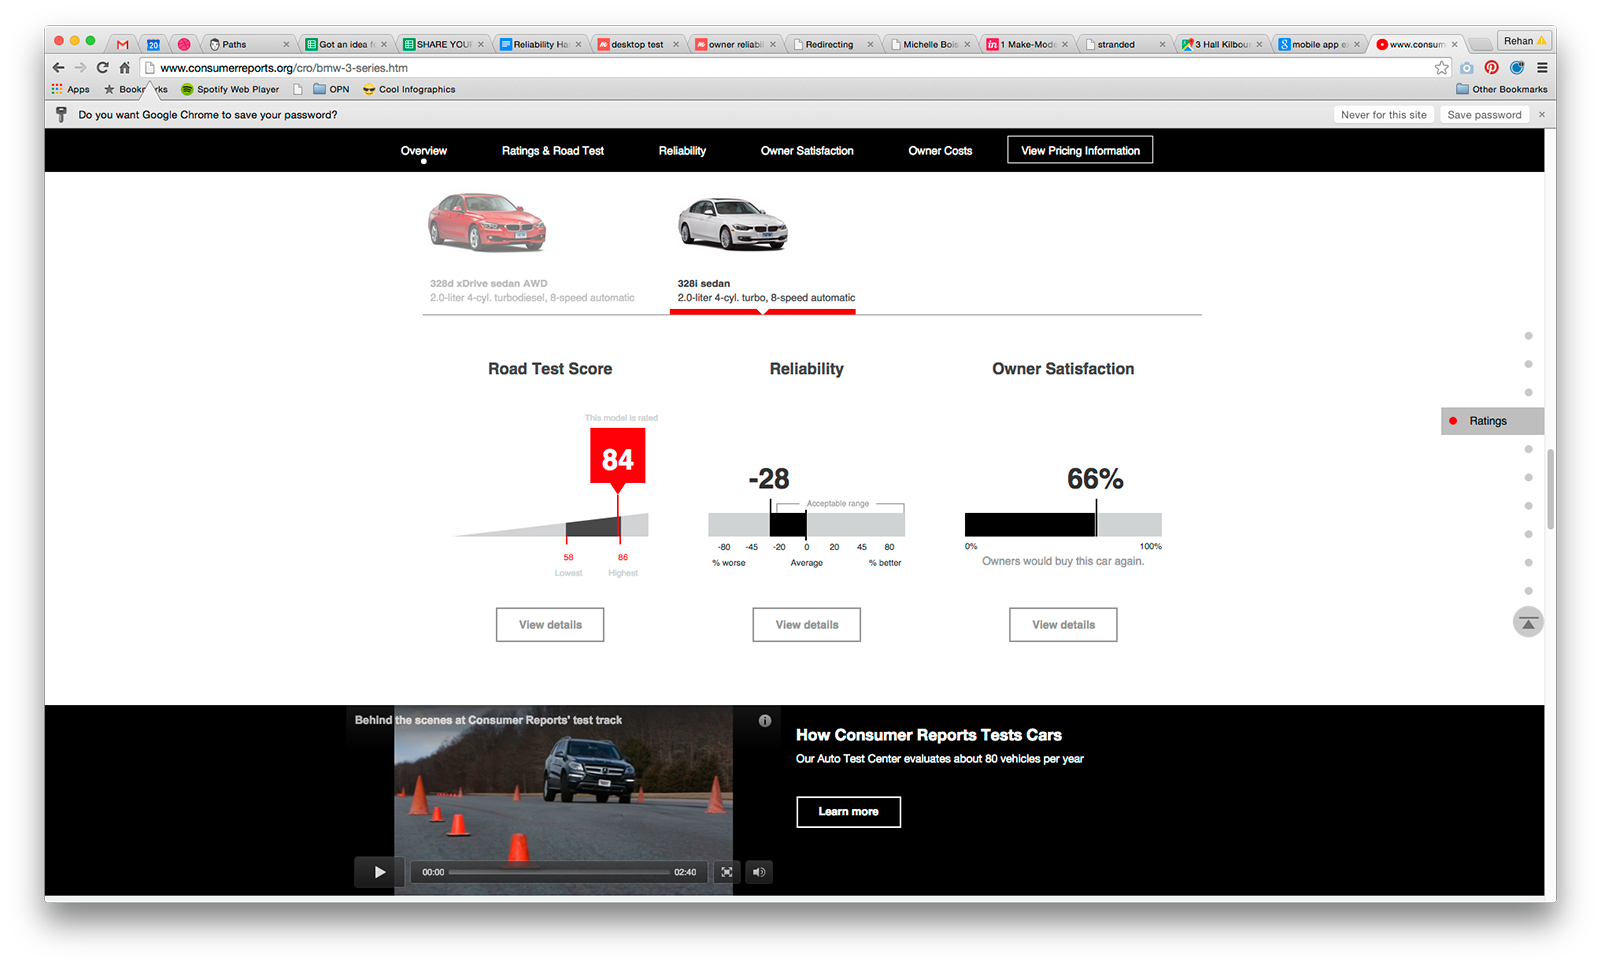 20
Paths
Got an idea f
SHARE YOU
Reliability Ha
desktop test
owner reliabi
Redirecting
Michelle Bois
in 1 Make-Mod
stranded
3 Hall Kilbou
8 mobile app e
www.consum
Rehan
www.consumerreports.org/cro/bmw-3-series.htm
Apps
Bookmarks
Spotify Web Player
OPN
Cool Infographics
Other Bookmarks
Do you want Google Chrome to save your password?
Never for this site
Save password
Overview
Ratings & Road Test
Reliability
Owner Satisfaction
Owner Costs
View Pricing Information
328d xDrive sedan AWD
2.0-liter 4-cyl. turbodiesel, 8-speed automatic
328i sedan
2.0-liter 4-cyl. turbo, 8-speed automatic
Road Test Score
Reliability
Owner Satisfaction
This model is rated
84
58
86
Lowest
Highest
View details
-28
Acceptable range
-80 -45 -20 0 20 45 80
% worse
Average
% better
View details
66%
0%
100%
Owners would buy this car again.
View details
Ratings
Behind the scenes at Consumer Reports' test track
00:00
02:40
How Consumer Reports Tests Cars
Our Auto Test Center evaluates about 80 vehicles per year
Learn more